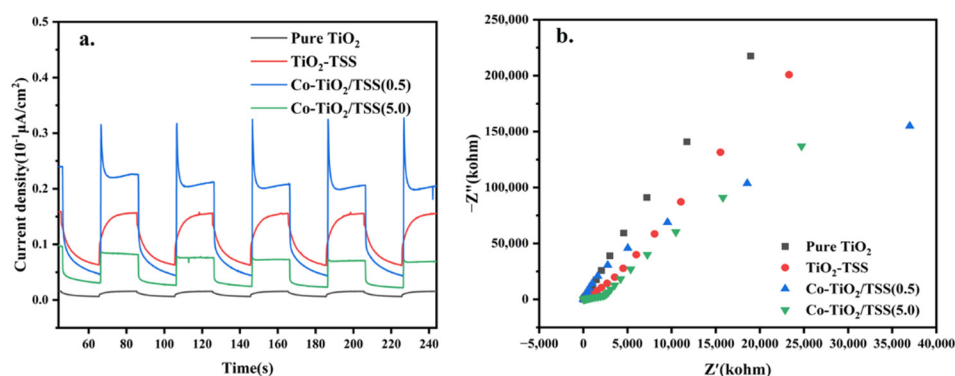 a.
Pure TiO₂
TiO₂-TSS
Co-TiO₂/TSS(0.5)
Co-TiO₂/TSS(5.0)
Current density(10⁻¹μA/cm²)
0.5
0.4
0.3
0.2
0.1
0.0
60 80 100 120 140 160 180 200 220 240
Time(s)
b.
−Z"(kohm)
250,000
200,000
150,000
100,000
50,000
0
Pure TiO₂
TiO₂-TSS
Co-TiO₂/TSS(0.5)
Co-TiO₂/TSS(5.0)
−5,000 0 5,000 10,000 15,000 20,000 25,000 30,000 35,000 40,000
Z′(kohm)